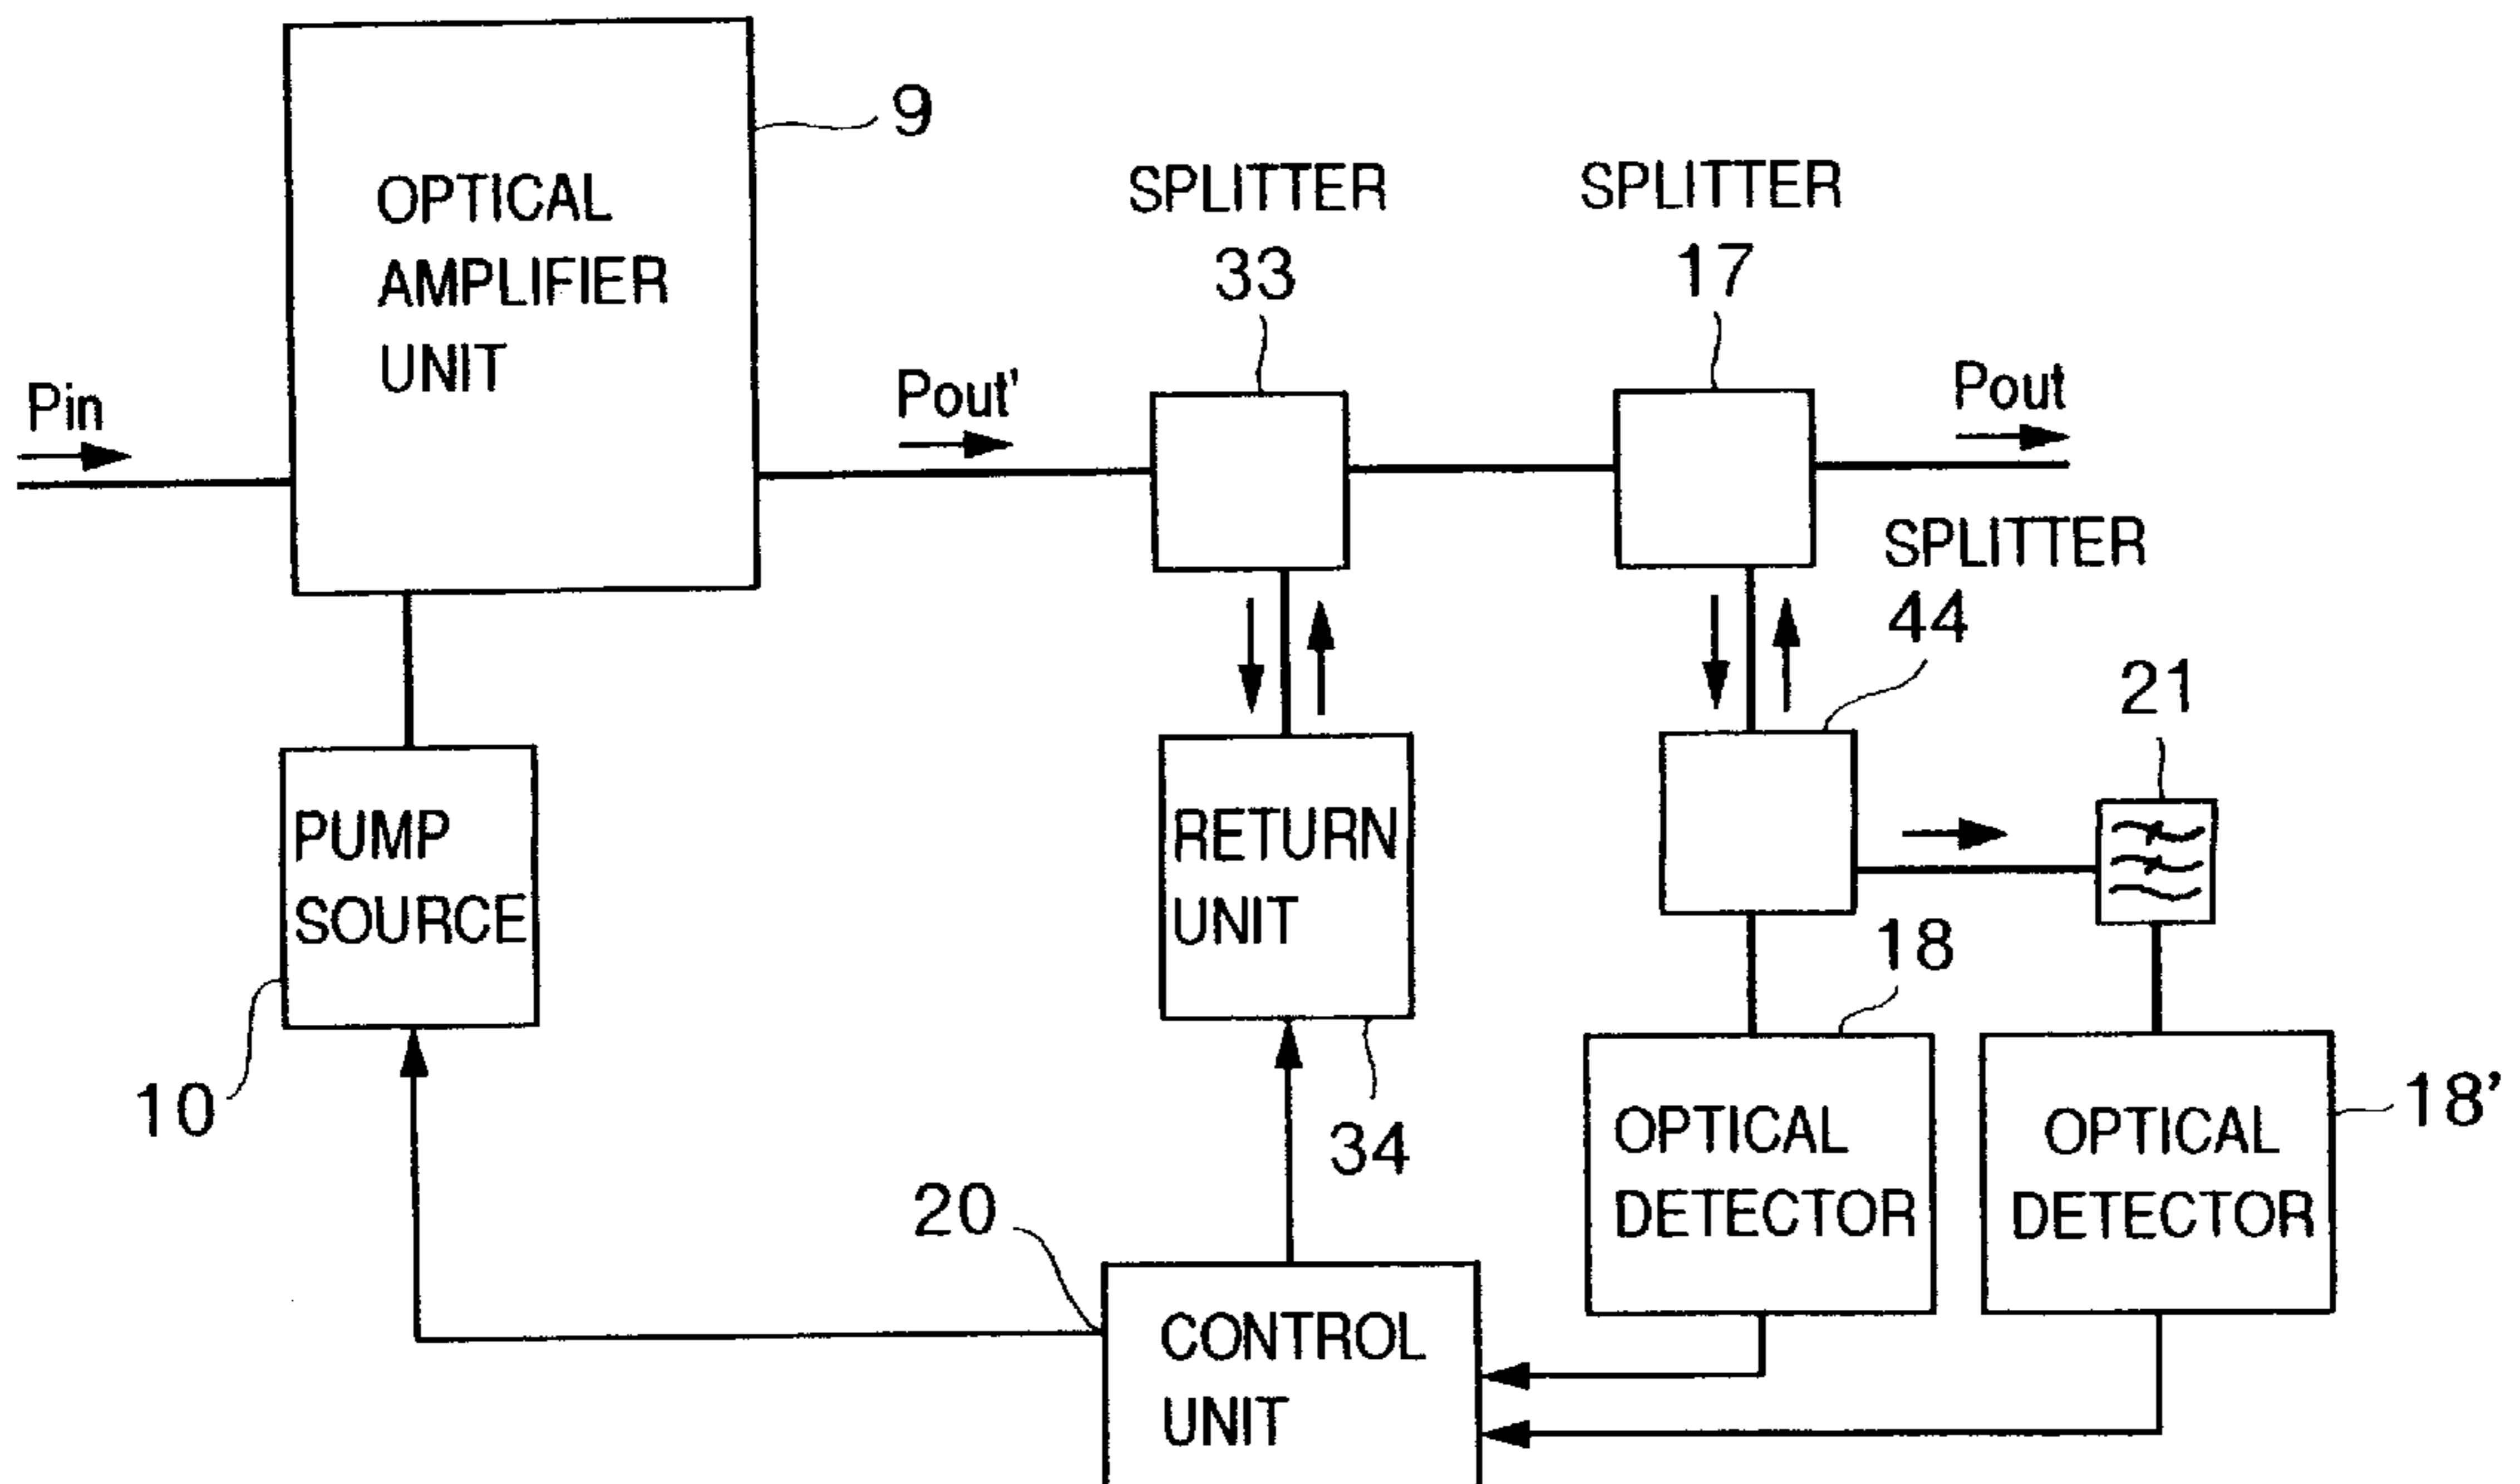 OPTICAL
AMPLIFIER
UNIT
9
Pin
Pout'
SPLITTER
33
SPLITTER
17
Pout
SPLITTER
44
21
PUMP
SOURCE
10
RETURN
UNIT
34
18
OPTICAL
DETECTOR
OPTICAL
DETECTOR
18’
20
CONTROL
UNIT